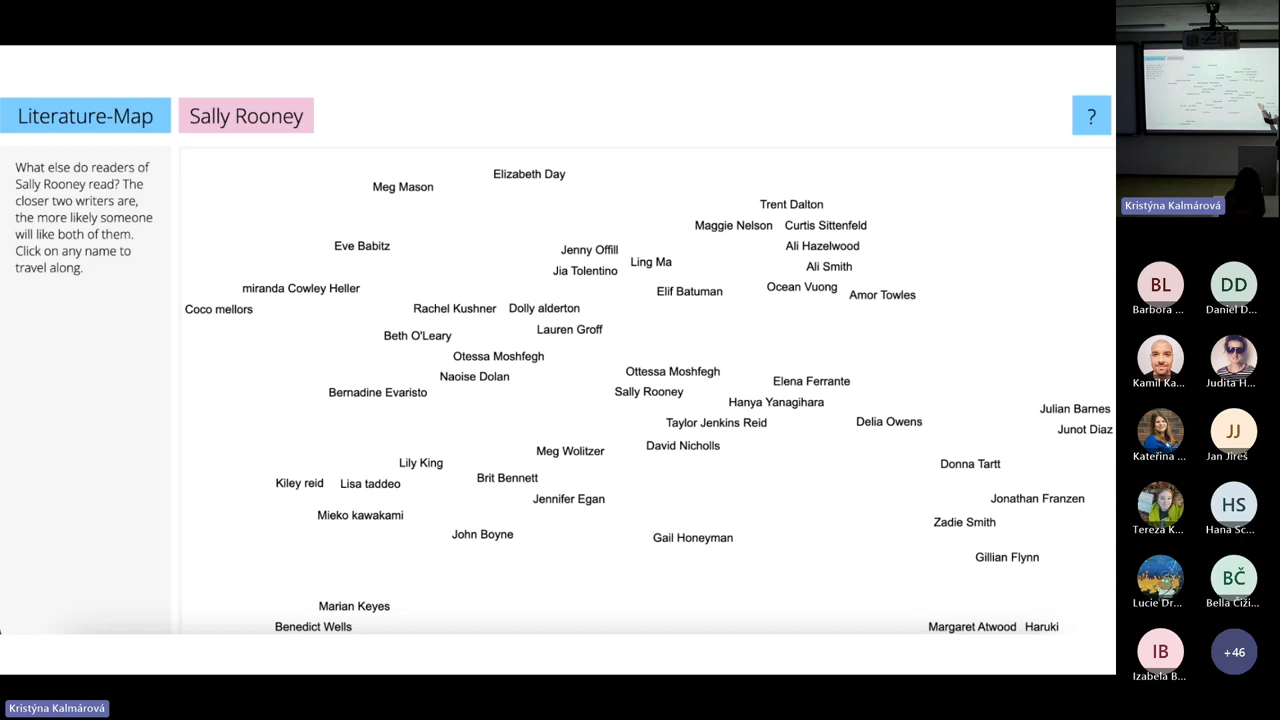 Literature-Map
Sally Rooney
?
What else do readers of
Sally Rooney read? The
closer two writers are,
the more likely someone
will like both of them.
Click on any name to
travel along.
Elizabeth Day
Meg Mason
Trent Dalton
Maggie Nelson
Curtis Sittenfeld
Eve Babitz
Jenny Offill
Ali Hazelwood
Ling Ma
Jia Tolentino
Ali Smith
miranda Cowley Heller
Elif Batuman
Ocean Vuong
Amor Towles
Coco mellors
Rachel Kushner
Dolly alderton
Lauren Groff
Beth O'Leary
Otessa Moshfegh
Naoise Dolan
Ottessa Moshfegh
Elena Ferrante
Bernadine Evaristo
Sally Rooney
Hanya Yanagihara
Julian Barnes
Taylor Jenkins Reid
Delia Owens
Junot Diaz
David Nicholls
Meg Wolitzer
Lily King
Donna Tartt
Brit Bennett
Kiley reid
Lisa taddeo
Jennifer Egan
Jonathan Franzen
Mieko kawakami
Zadie Smith
John Boyne
Gail Honeyman
Gillian Flynn
Marian Keyes
Benedict Wells
Margaret Atwood
Haruki
Kristýna Kalmárová
BL
DD
Barbora ...
Daniel D...
Kamil Ka...
Judita H...
JJ
Kateřina ...
Jan Jireš
HS
Tereza K...
Hana Sc...
BČ
Lucie Dr...
Bella Čiži...
IB
+46
Izabela B...
Kristýna Kalmárová